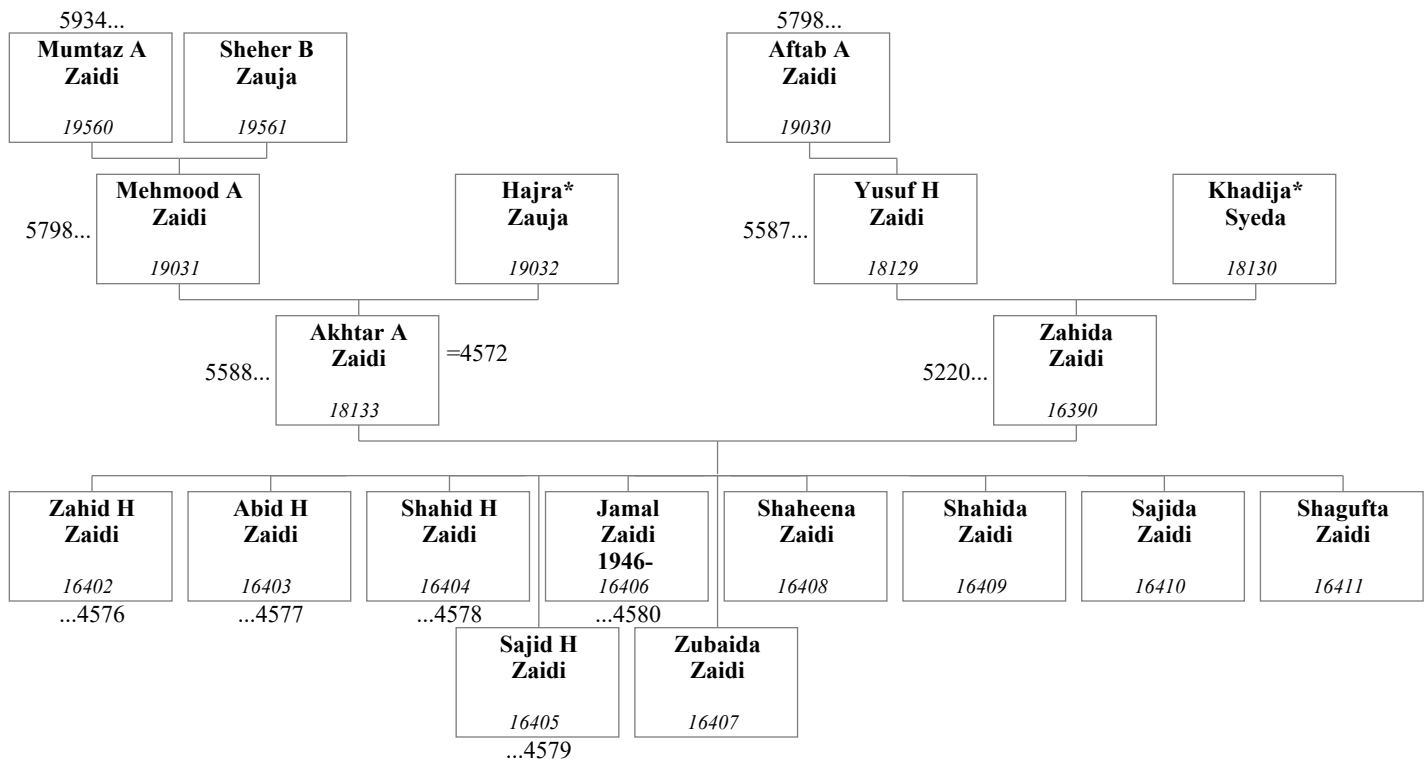 5934...
5798...
Mumtaz A
Zaidi
19560
Sheher B
Zauja
19561
Aftab A
Zaidi
19030
5798...
Mehmood A
Zaidi
19031
Hajra*
Zauja
19032
5587...
Yusuf H
Zaidi
18129
Khadija*
Syeda
18130
5588...
Akhtar A
Zaidi
18133
=4572
5220...
Zahida
Zaidi
16390
Zahid H
Zaidi
16402
...4576
Abid H
Zaidi
16403
...4577
Shahid H
Zaidi
16404
...4578
Jamal
Zaidi
1946-
16406
...4580
Shaheena
Zaidi
16408
Shahida
Zaidi
16409
Sajida
Zaidi
16410
Shagufta
Zaidi
16411
Sajid H
Zaidi
16405
...4579
Zubaida
Zaidi
16407